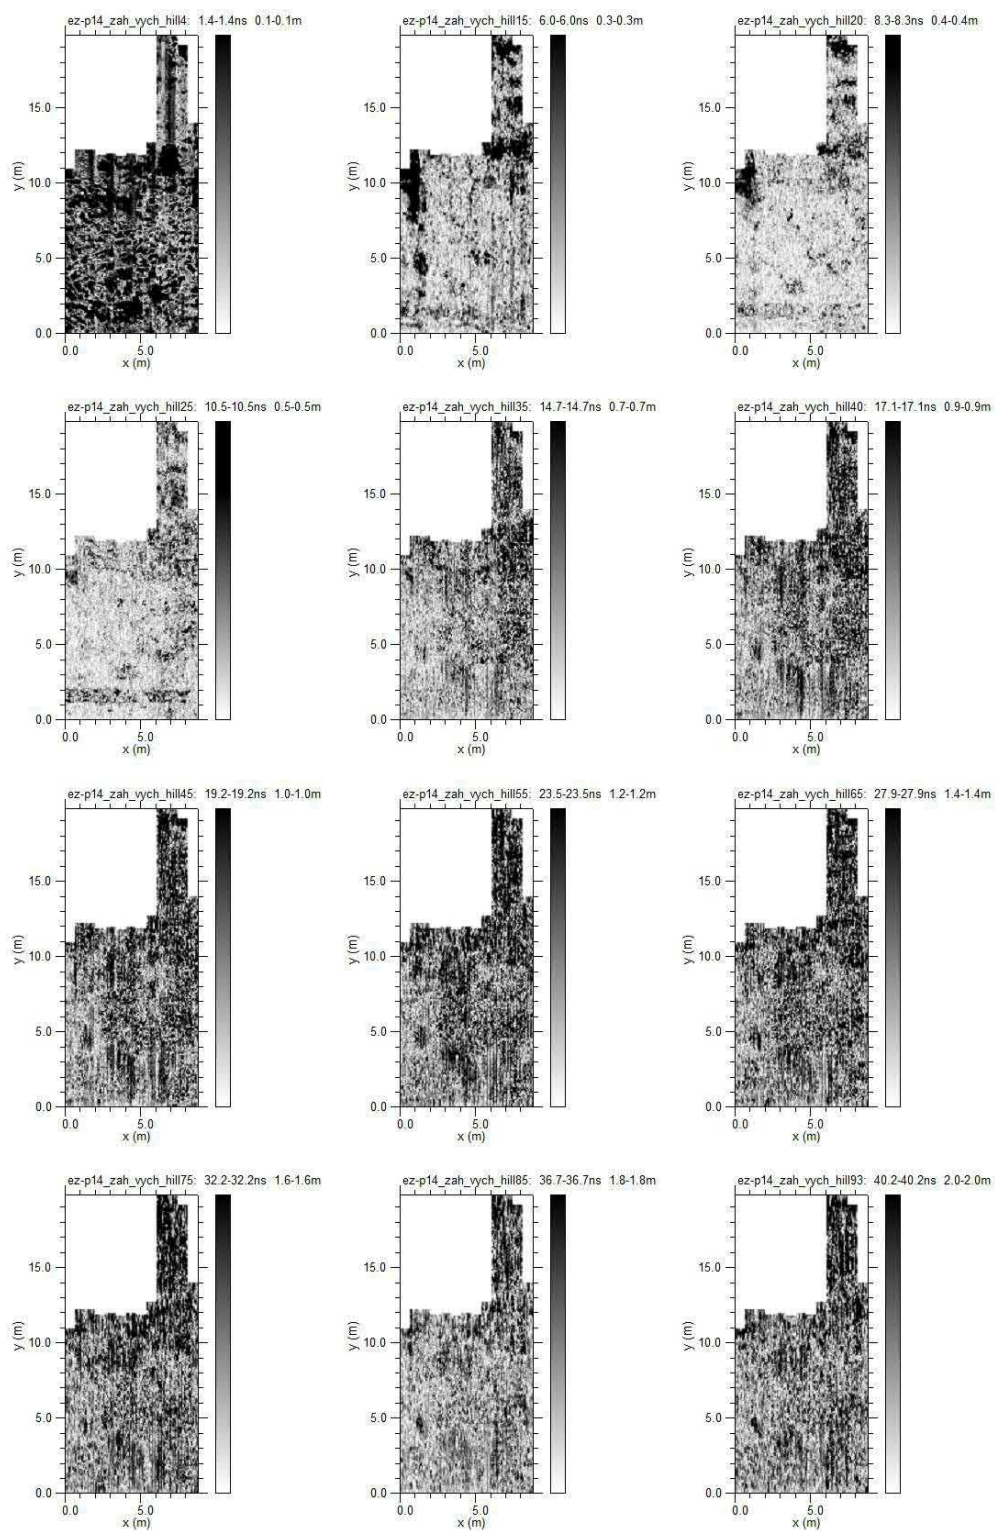 ez-p14_zah_vych_hill4: 1.4-1.4ns 0.1-0.1m
ez-p14_zah_vych_hill15: 6.0-6.0ns 0.3-0.3m
ez-p14_zah_vych_hill20: 8.3-8.3ns 0.4-0.4m
15.0
10.0
5.0
0.0
y (m)
0.0 5.0
x (m)
15.0
10.0
5.0
0.0
y (m)
0.0 5.0
x (m)
15.0
10.0
5.0
0.0
y (m)
0.0 5.0
x (m)
ez-p14_zah_vych_hill25: 10.5-10.5ns 0.5-0.5m
ez-p14_zah_vych_hill35: 14.7-14.7ns 0.7-0.7m
ez-p14_zah_vych_hill40: 17.1-17.1ns 0.9-0.9m
15.0
10.0
5.0
0.0
y (m)
0.0 5.0
x (m)
15.0
10.0
5.0
0.0
y (m)
0.0 5.0
x (m)
15.0
10.0
5.0
0.0
y (m)
0.0 5.0
x (m)
ez-p14_zah_vych_hill45: 19.2-19.2ns 1.0-1.0m
ez-p14_zah_vych_hill55: 23.5-23.5ns 1.2-1.2m
ez-p14_zah_vych_hill65: 27.9-27.9ns 1.4-1.4m
15.0
10.0
5.0
0.0
y (m)
0.0 5.0
x (m)
15.0
10.0
5.0
0.0
y (m)
0.0 5.0
x (m)
15.0
10.0
5.0
0.0
y (m)
0.0 5.0
x (m)
ez-p14_zah_vych_hill75: 32.2-32.2ns 1.6-1.6m
ez-p14_zah_vych_hill85: 36.7-36.7ns 1.8-1.8m
ez-p14_zah_vych_hill93: 40.2-40.2ns 2.0-2.0m
15.0
10.0
5.0
0.0
y (m)
0.0 5.0
x (m)
15.0
10.0
5.0
0.0
y (m)
0.0 5.0
x (m)
15.0
10.0
5.0
0.0
y (m)
0.0 5.0
x (m)